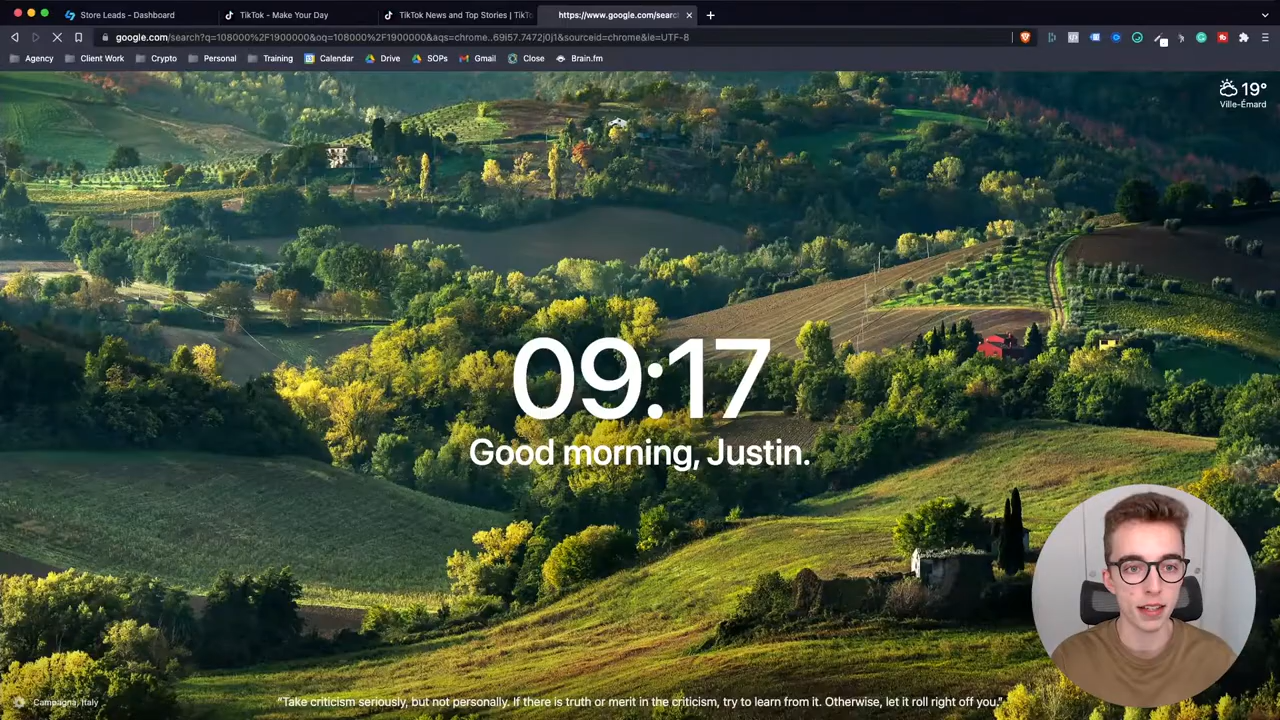 Store Leads - Dashboard
TikTok - Make Your Day
TikTok News and Top Stories | TikTo
https://www.google.com/search
google.com/search?q=108000%2F1900000&oq=108000%2F1900000&aqs=chrome..69i57.7472j0j1&sourceid=chrome&ie=UTF-8
Agency
Client Work
Crypto
Personal
Training
Calendar
Drive
SOPs
Gmail
Close
Brain.fm
19°
Ville-Émard
09:17
Good morning, Justin.
Campagna, Italy
"Take criticism seriously, but not personally. If there is truth or merit in the criticism, try to learn from it. Otherwise, let it roll right off you."